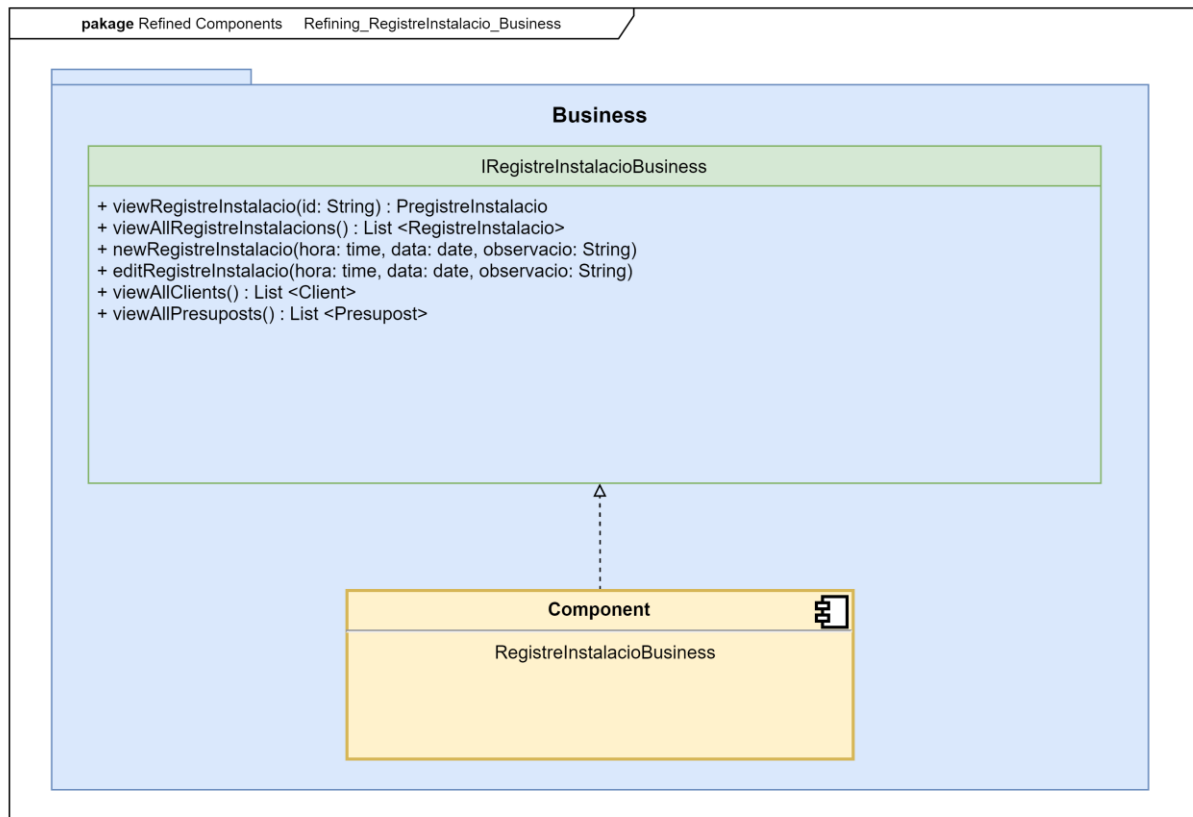 pakage Refined Components Refining_RegistreInstalacio_Business
Business
IRegistreInstalacioBusiness
+ viewRegistreInstalacio(id: String) : PregistreInstalacio
+ viewAllRegistreInstalacions() : List <RegistreInstalacio>
+ newRegistreInstalacio(hora: time, data: date, observacio: String)
+ editRegistreInstalacio(hora: time, data: date, observacio: String)
+ viewAllClients() : List <Client>
+ viewAllPresuposts() : List <Presupost>
Component
RegistreInstalacioBusiness